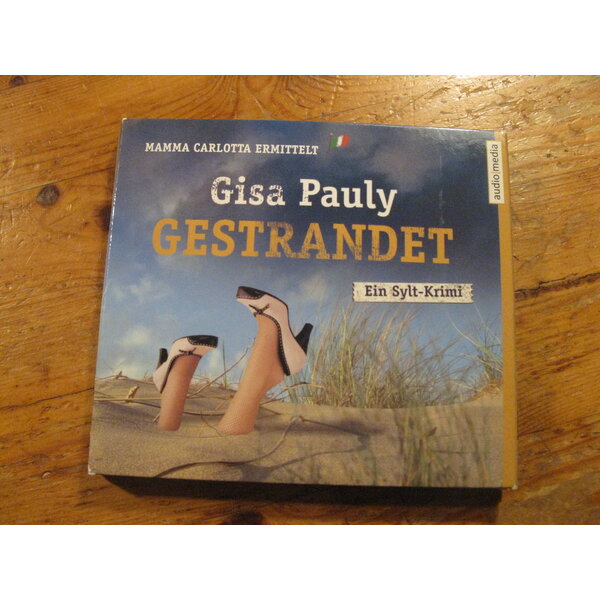 MAMMA CARLOTTA ERMITTELT
audio media
Gisa Pauly
GESTRANDET
Ein Sylt-Krimi